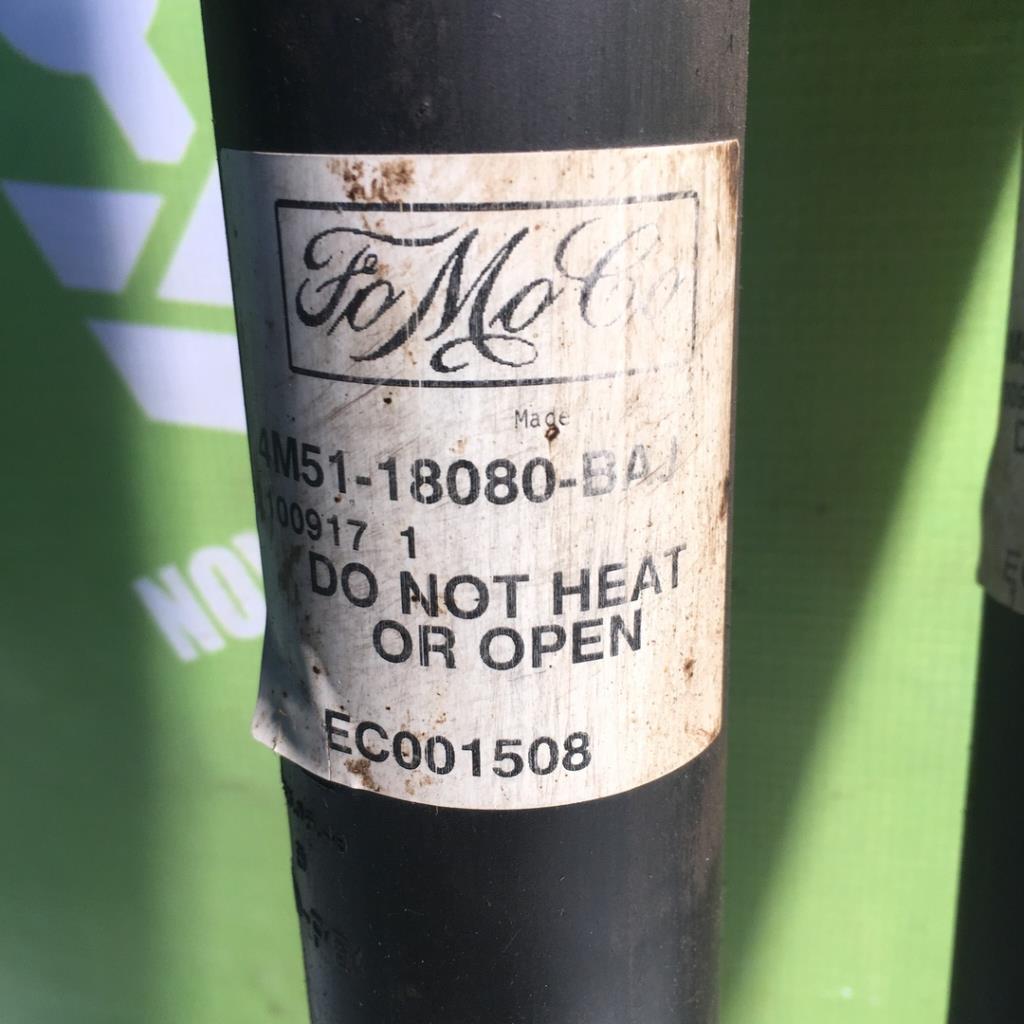 FoMoCo
Made
4M51-18080-BAJ
100917 1
DO NOT HEAT
OR OPEN
EC001508